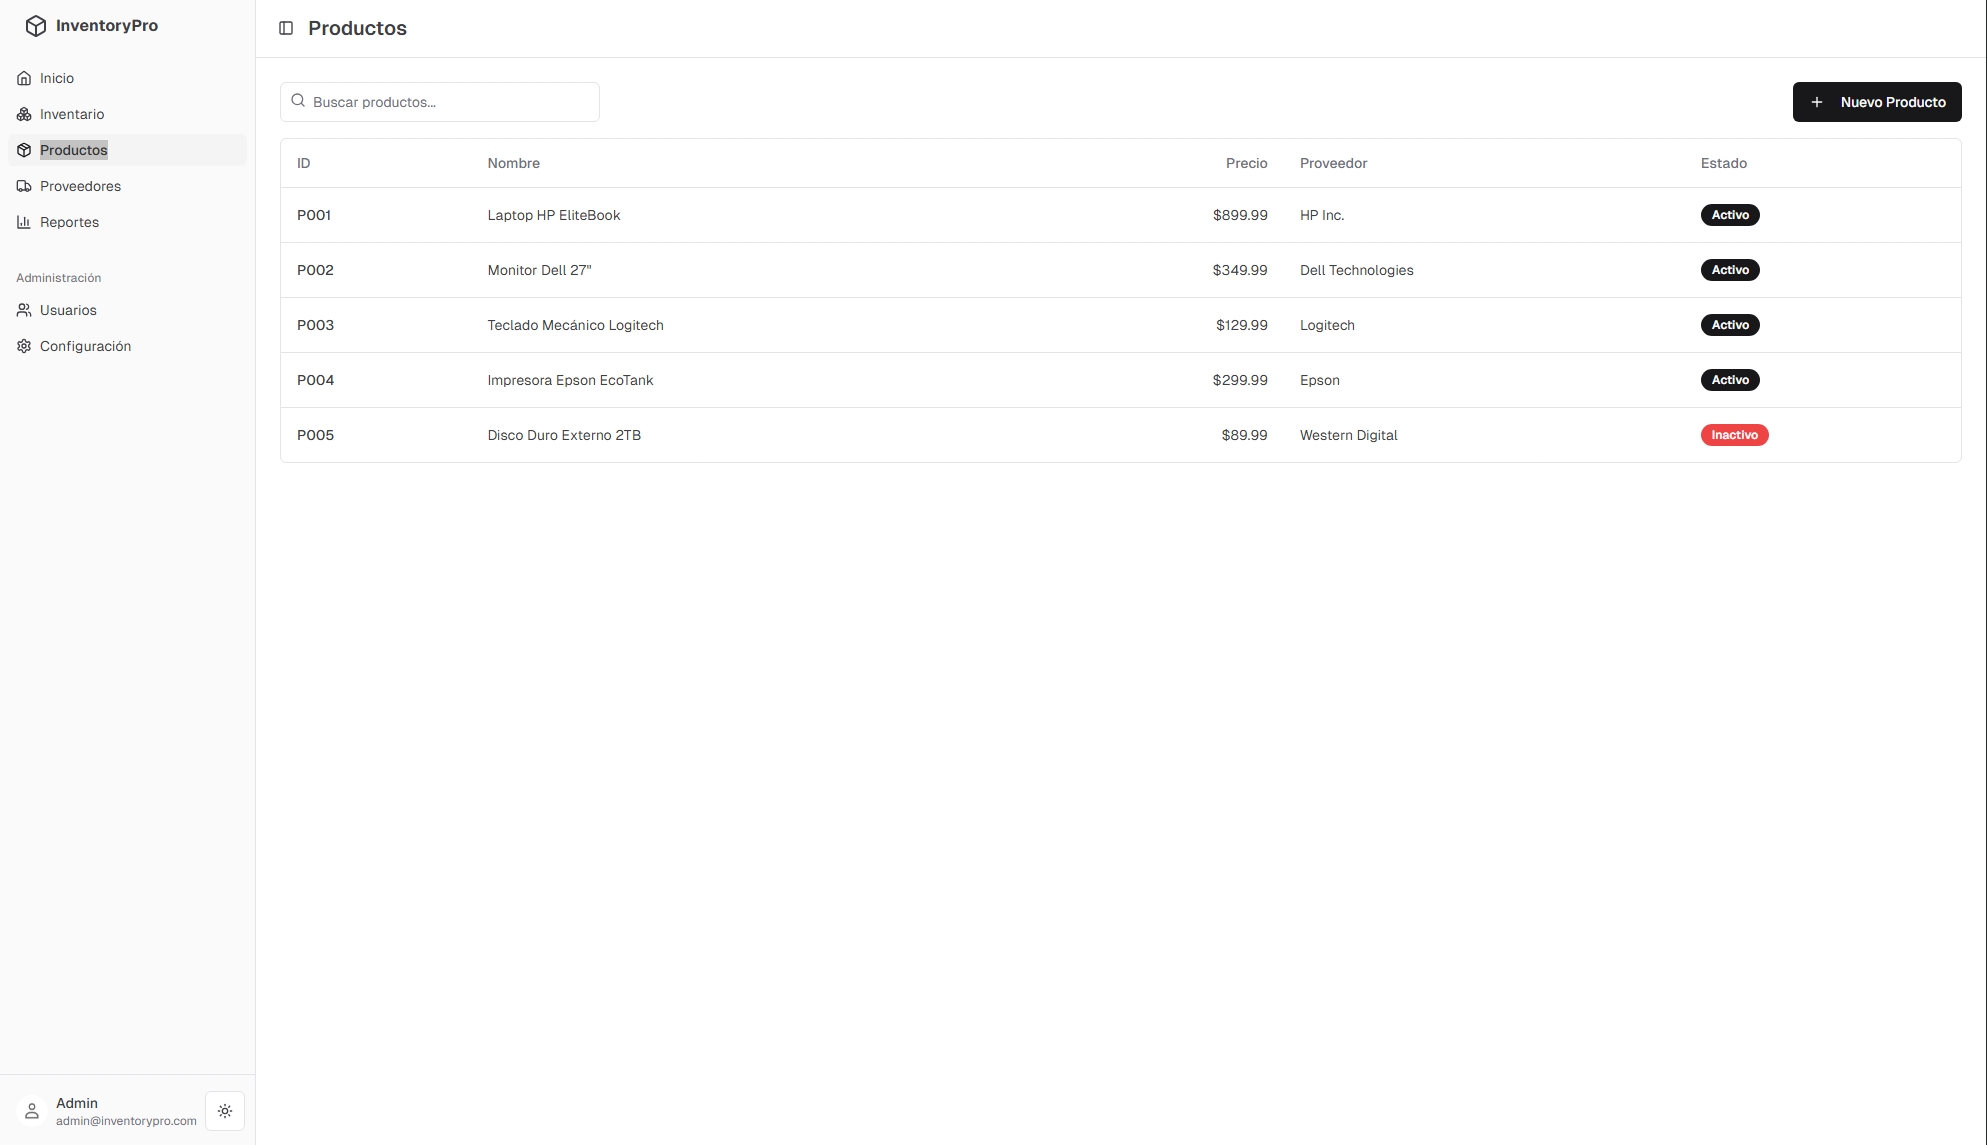 InventoryPro
Inicio
Inventario
Productos
Proveedores
Reportes
Administración
Usuarios
Configuración
Admin
admin@inventorypro.com
Productos
Buscar productos...
Nuevo Producto
ID Nombre Precio Proveedor Estado
P001 Laptop HP EliteBook $899.99 HP Inc. Activo
P002 Monitor Dell 27" $349.99 Dell Technologies Activo
P003 Teclado Mecánico Logitech $129.99 Logitech Activo
P004 Impresora Epson EcoTank $299.99 Epson Activo
P005 Disco Duro Externo 2TB $89.99 Western Digital Inactivo